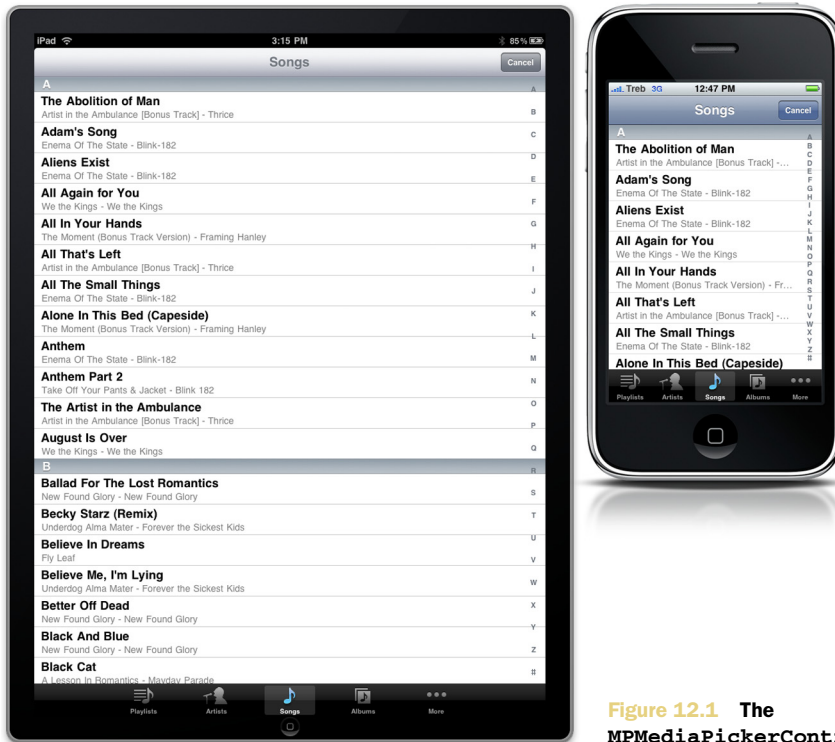 iPad 3:15 PM 85%
Songs Cancel
A
The Abolition of Man
Artist in the Ambulance [Bonus Track] - Thrice
Adam's Song
Enema Of The State - Blink-182
Aliens Exist
Enema Of The State - Blink-182
All Again for You
We the Kings - We the Kings
All In Your Hands
The Moment (Bonus Track Version) - Framing Hanley
All That's Left
Artist in the Ambulance [Bonus Track] - Thrice
All The Small Things
Enema Of The State - Blink-182
Alone In This Bed (Capeside)
The Moment (Bonus Track Version) - Framing Hanley
Anthem
Enema Of The State - Blink-182
Anthem Part 2
Take Off Your Pants & Jacket - Blink 182
The Artist in the Ambulance
Artist in the Ambulance [Bonus Track] - Thrice
August Is Over
We the Kings - We the Kings
B
Ballad For The Lost Romantics
New Found Glory - New Found Glory
Becky Starz (Remix)
Underdog Alma Mater - Forever the Sickest Kids
Believe In Dreams
Fly Leaf
Believe Me, I'm Lying
Underdog Alma Mater - Forever the Sickest Kids
Better Off Dead
New Found Glory - New Found Glory
Black And Blue
New Found Glory - New Found Glory
Black Cat
A Lesson In Romantics - Mayday Parade
A
B
C
D
E
F
G
H
I
J
K
L
M
N
O
P
Q
R
S
T
U
V
W
X
Y
Z
#
Playlists Artists Songs Albums More
Treb 3G 12:47 PM
Songs Cancel
A
The Abolition of Man
Artist in the Ambulance [Bonus Track] -...
Adam's Song
Enema Of The State - Blink-182
Aliens Exist
Enema Of The State - Blink-182
All Again for You
We the Kings - We the Kings
All In Your Hands
The Moment (Bonus Track Version) - Fr...
All That's Left
Artist in the Ambulance [Bonus Track] -...
All The Small Things
Enema Of The State - Blink-182
Alone In This Bed (Capeside)
A
B
C
D
E
F
G
H
I
J
K
L
M
N
O
P
Q
R
S
T
U
V
W
X
Y
Z
#
Playlists Artists Songs Albums More
Figure 12.1 The
MPMediaPickerCont